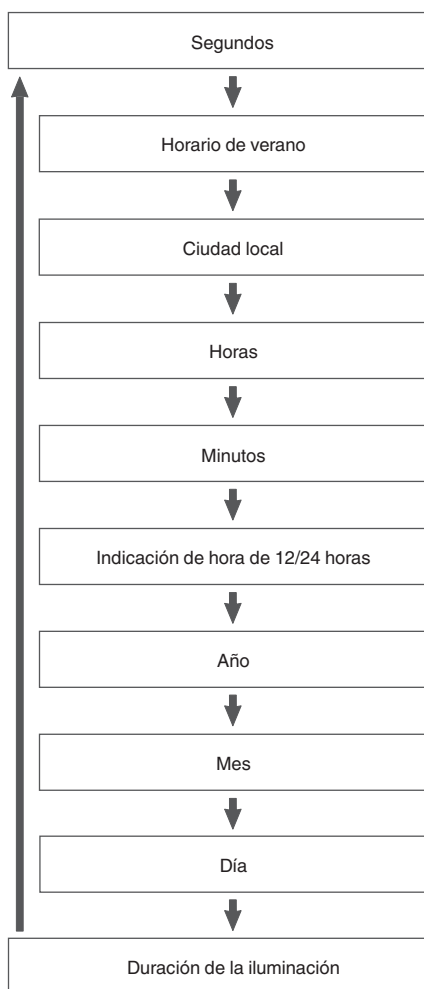 Segundos
Horario de verano
Ciudad local
Horas
Minutos
Indicación de hora de 12/24 horas
Año
Mes
Día
Duración de la iluminación